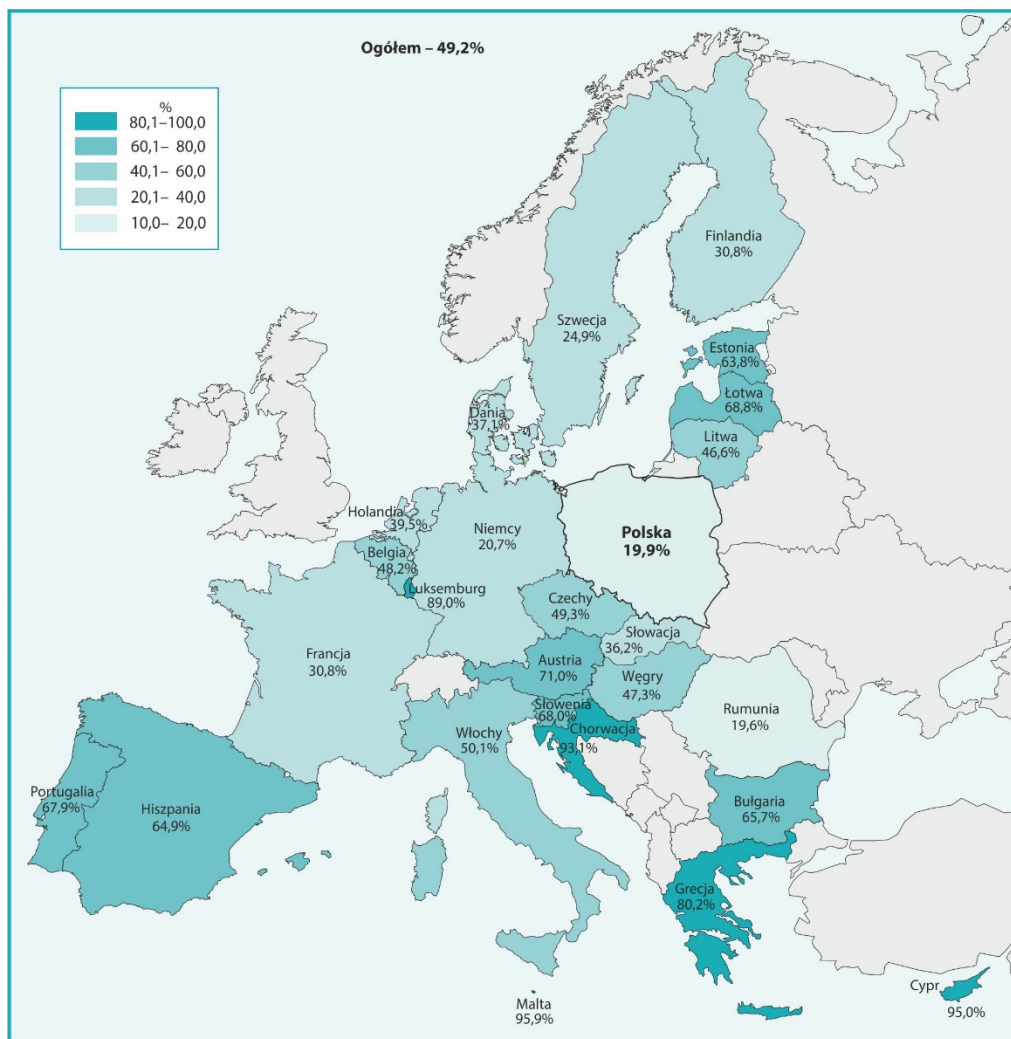 Ogółem – 49,2%
%
80,1–100,0
60,1– 80,0
40,1– 60,0
20,1– 40,0
10,0– 20,0
Finlandia
30,8%
Szwecja
24,9%
Estonia
63,8%
Łotwa
68,8%
Dania
37,1%
Litwa
46,6%
Holandia
39,5%
Niemcy
20,7%
Polska
19,9%
Belgia
48,2%
Luksemburg
89,0%
Czechy
49,3%
Słowacja
36,2%
Francja
30,8%
Austria
71,0%
Węgry
47,3%
Słowenia
68,0%
Chorwacja
93,1%
Rumunia
19,6%
Włochy
50,1%
Portugalia
67,9%
Hiszpania
64,9%
Bułgaria
65,7%
Grecja
80,2%
Cypr
95,0%
Malta
95,9%